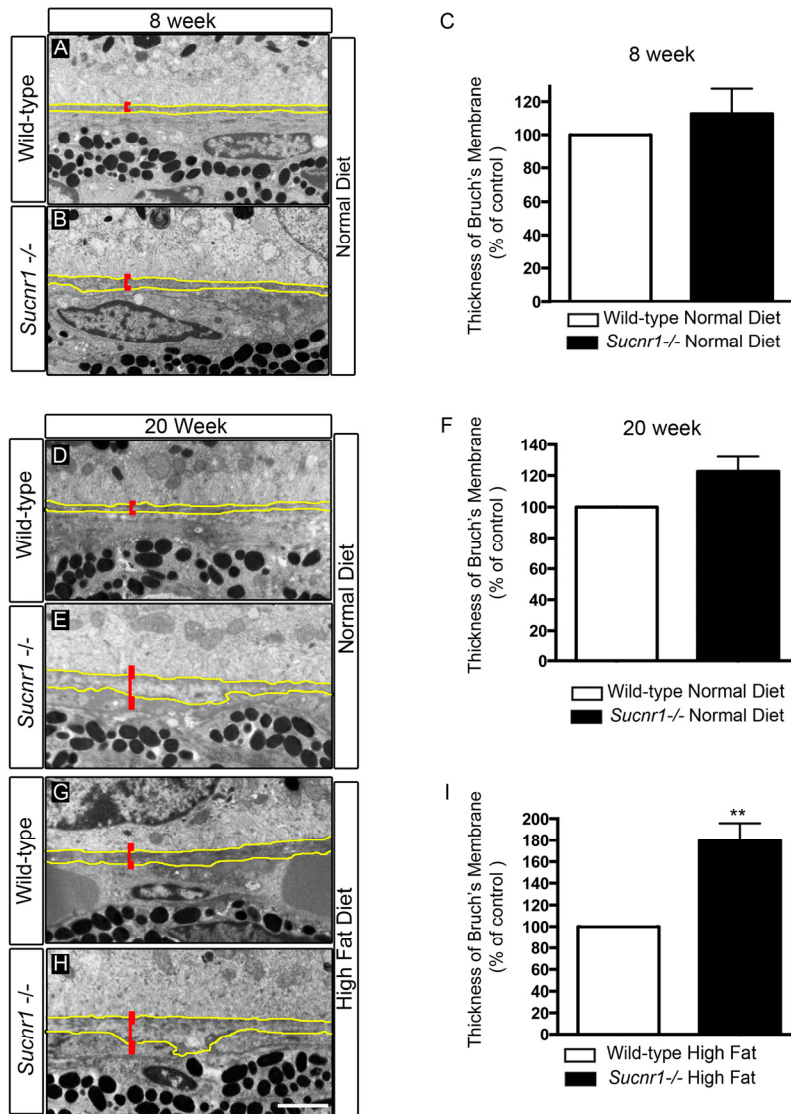 8 week
Wild-type
A
Sucnr1 -/-
B
Normal Diet
C
8 week
Thickness of Bruch's Membrane
(% of control )
120
100
80
60
40
20
0
Wild-type Normal Diet
Sucnr1-/- Normal Diet
20 Week
Wild-type
D
Sucnr1 -/-
E
Normal Diet
F
20 week
Thickness of Bruch's Membrane
(% of control )
140
120
100
80
60
40
20
0
Wild-type Normal Diet
Sucnr1-/- Normal Diet
Wild-type
G
Sucnr1 -/-
H
High Fat Diet
I
Thickness of Bruch's Membrane
(% of control )
200
180
160
140
120
100
80
60
40
20
0
**
Wild-type High Fat
Sucnr1-/- High Fat